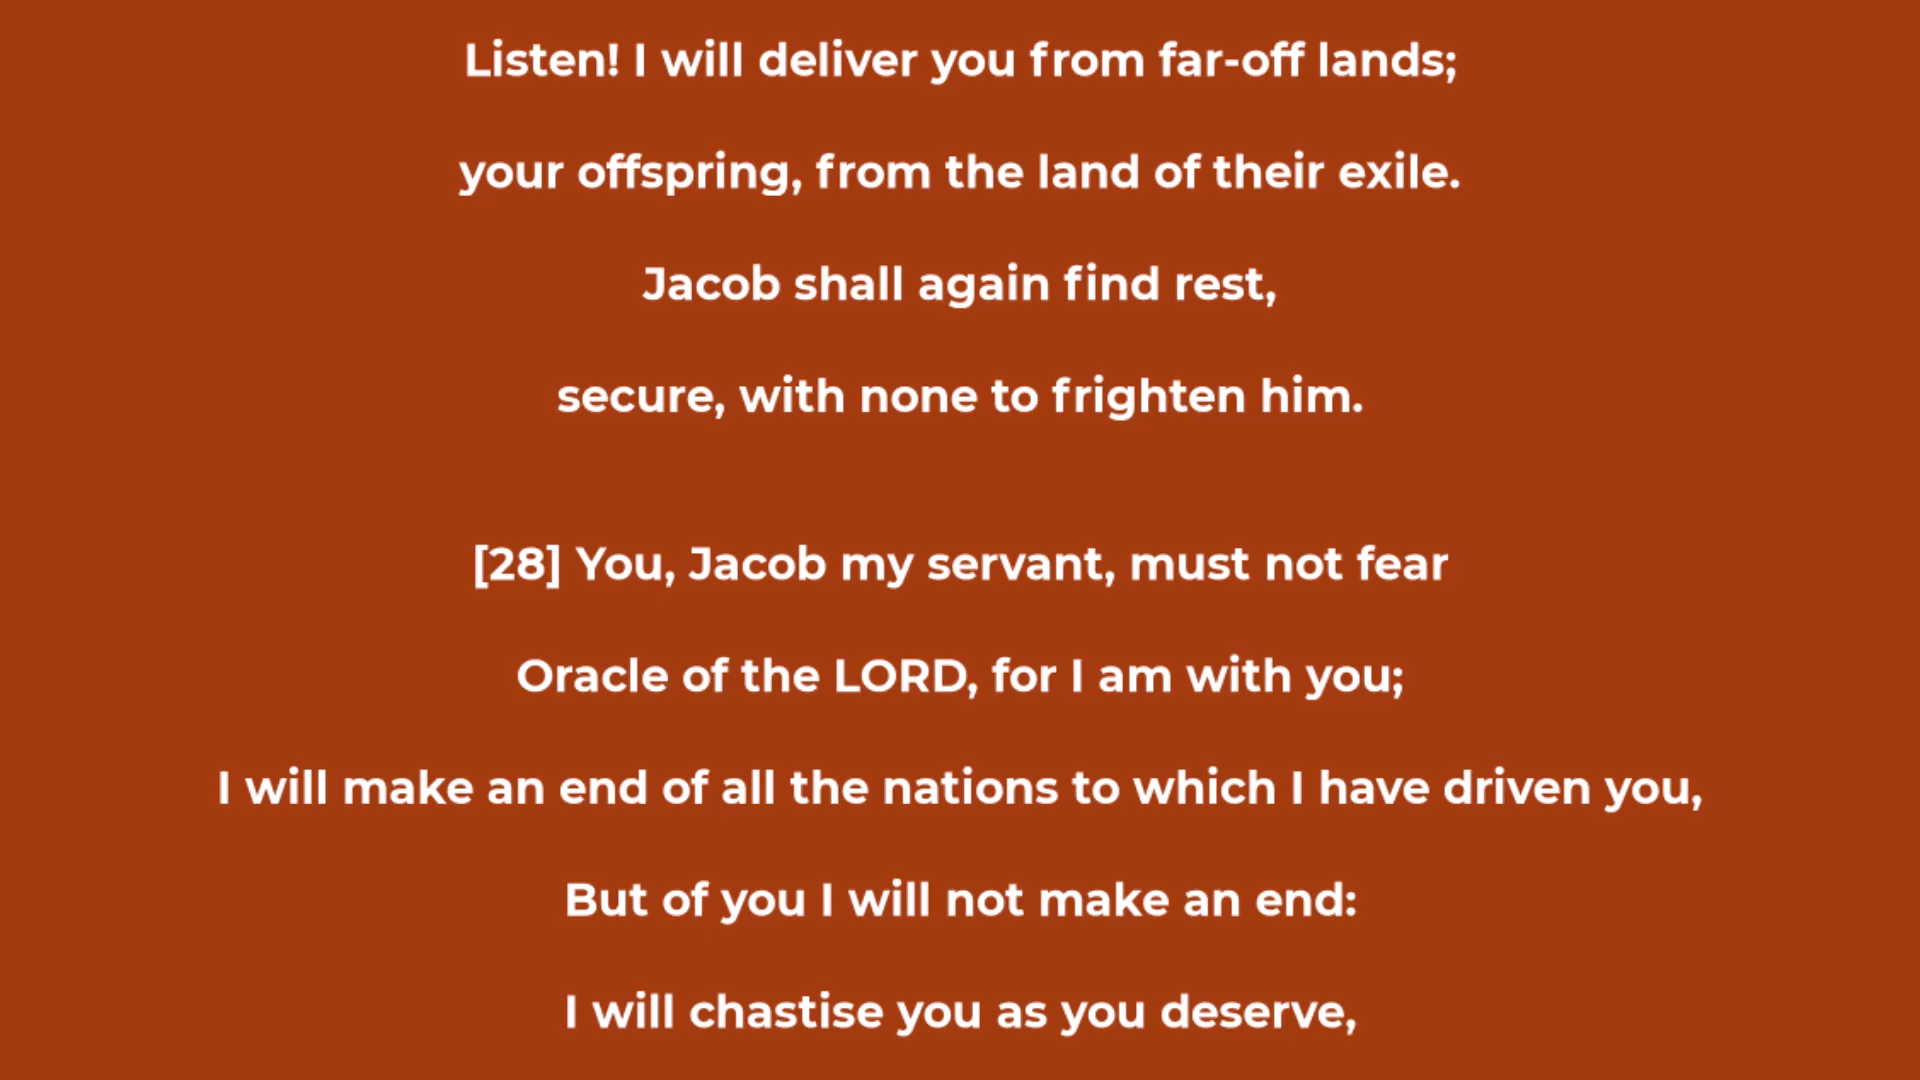 Listen! I will deliver you from far-off lands;
your offspring, from the land of their exile.
Jacob shall again find rest,
secure, with none to frighten him.
[28] You, Jacob my servant, must not fear
Oracle of the LORD, for I am with you;
I will make an end of all the nations to which I have driven you,
But of you I will not make an end:
I will chastise you as you deserve,